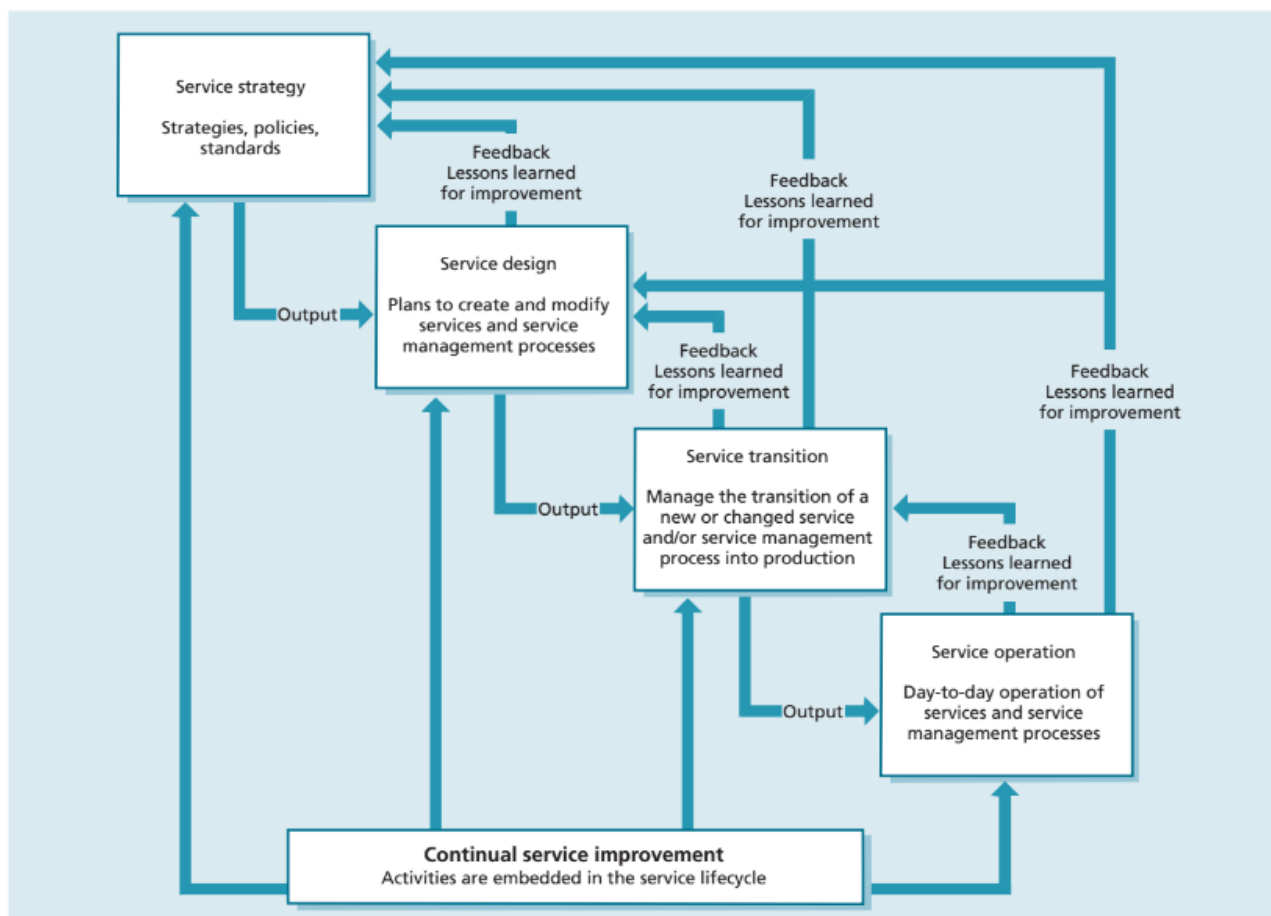 Service strategy
Strategies, policies,
standards
Feedback
Lessons learned
for improvement
Feedback
Lessons learned
for improvement
Service design
Plans to create and modify
services and service
management processes
Output
Feedback
Lessons learned
for improvement
Feedback
Lessons learned
for improvement
Service transition
Manage the transition of a
new or changed service
and/or service management
process into production
Output
Feedback
Lessons learned
for improvement
Service operation
Day-to-day operation of
services and service
management processes
Output
Continual service improvement
Activities are embedded in the service lifecycle